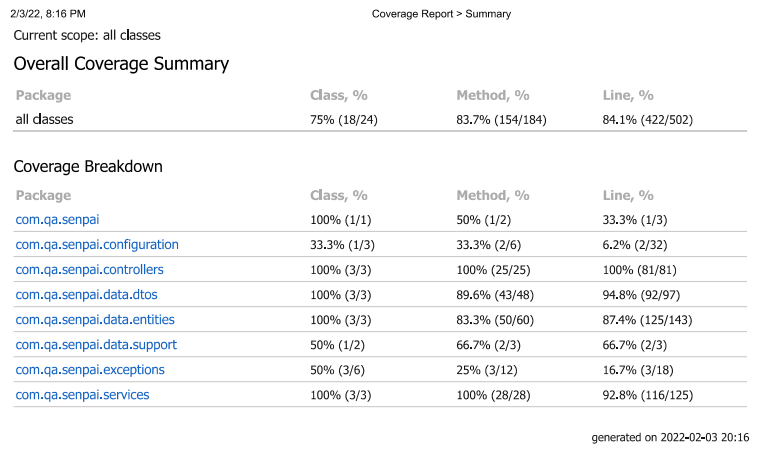 2/3/22, 8:16 PM Coverage Report > Summary
Current scope: all classes
Overall Coverage Summary
Package Class, % Method, % Line, %
all classes 75% (18/24) 83.7% (154/184) 84.1% (422/502)
Coverage Breakdown
Package Class, % Method, % Line, %
com.qa.senpai 100% (1/1) 50% (1/2) 33.3% (1/3)
com.qa.senpai.configuration 33.3% (1/3) 33.3% (2/6) 6.2% (2/32)
com.qa.senpai.controllers 100% (3/3) 100% (25/25) 100% (81/81)
com.qa.senpai.data.dtos 100% (3/3) 89.6% (43/48) 94.8% (92/97)
com.qa.senpai.data.entities 100% (3/3) 83.3% (50/60) 87.4% (125/143)
com.qa.senpai.data.support 50% (1/2) 66.7% (2/3) 66.7% (2/3)
com.qa.senpai.exceptions 50% (3/6) 25% (3/12) 16.7% (3/18)
com.qa.senpai.services 100% (3/3) 100% (28/28) 92.8% (116/125)
generated on 2022-02-03 20:16